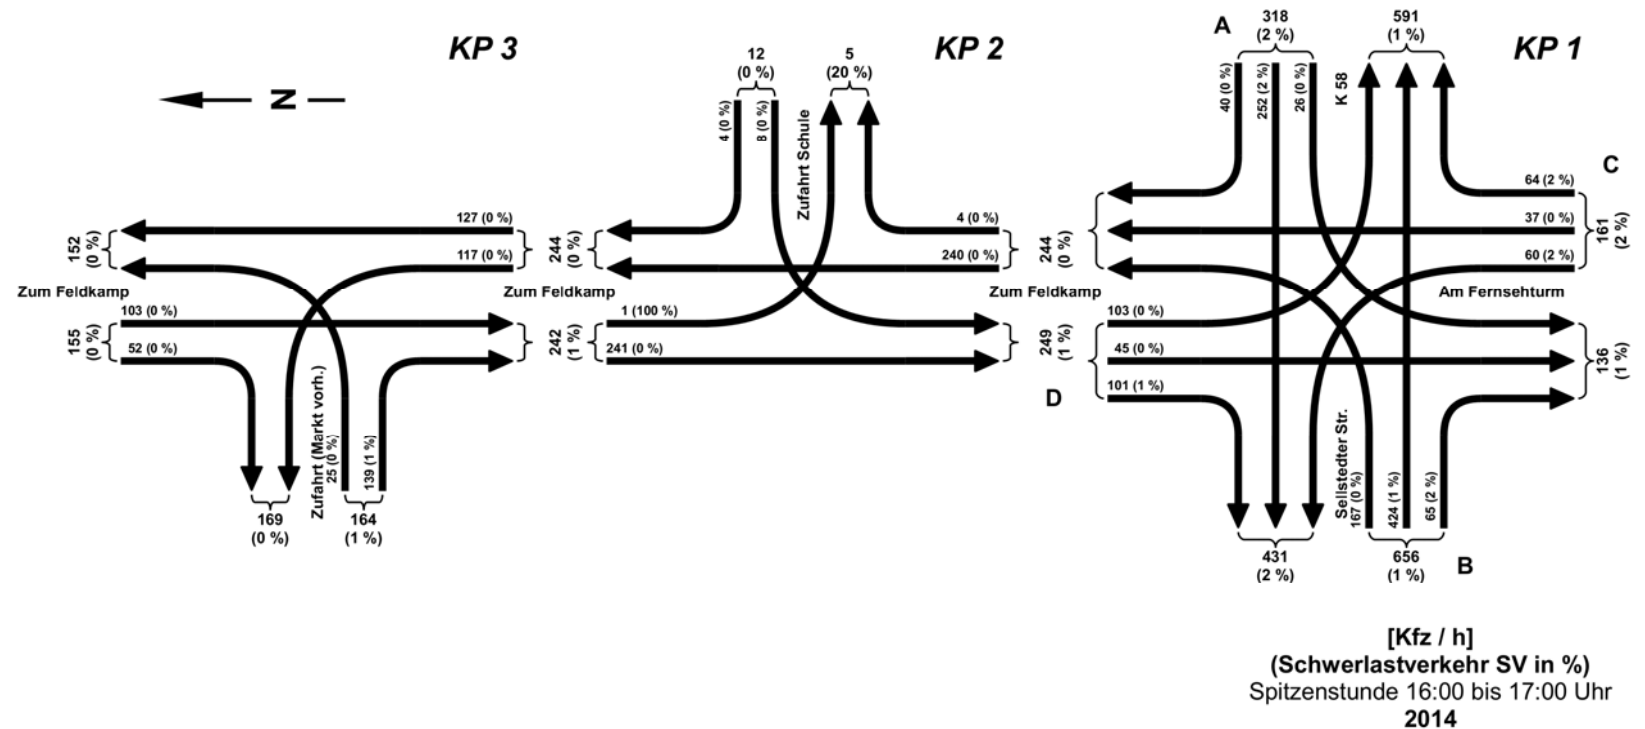 KP 3
N
127 (0 %)
117 (0 %)
152
(0 %)
Zum Feldkamp
103 (0 %)
52 (0 %)
155
(0 %)
Zufahrt (Markt vorh.)
25 (0 %)
139 (1 %)
169
(0 %)
164
(1 %)
KP 2
12
(0 %)
5
(20 %)
4 (0 %)
8 (0 %)
Zufahrt Schule
4 (0 %)
240 (0 %)
244
(0 %)
Zum Feldkamp
1 (100 %)
241 (0 %)
242
(1 %)
KP 1
A
318
(2 %)
591
(1 %)
40 (0 %)
252 (2 %)
26 (0 %)
K 58
C
64 (2 %)
37 (0 %)
60 (2 %)
161
(2 %)
244
(0 %)
Zum Feldkamp
Am Fernsehturm
103 (0 %)
45 (0 %)
101 (1 %)
249
(1 %)
136
(1 %)
D
Sellstedter Str.
167 (0 %)
424 (1 %)
65 (2 %)
431
(2 %)
656
(1 %)
B
[Kfz / h]
(Schwerlastverkehr SV in %)
Spitzenstunde 16:00 bis 17:00 Uhr
2014